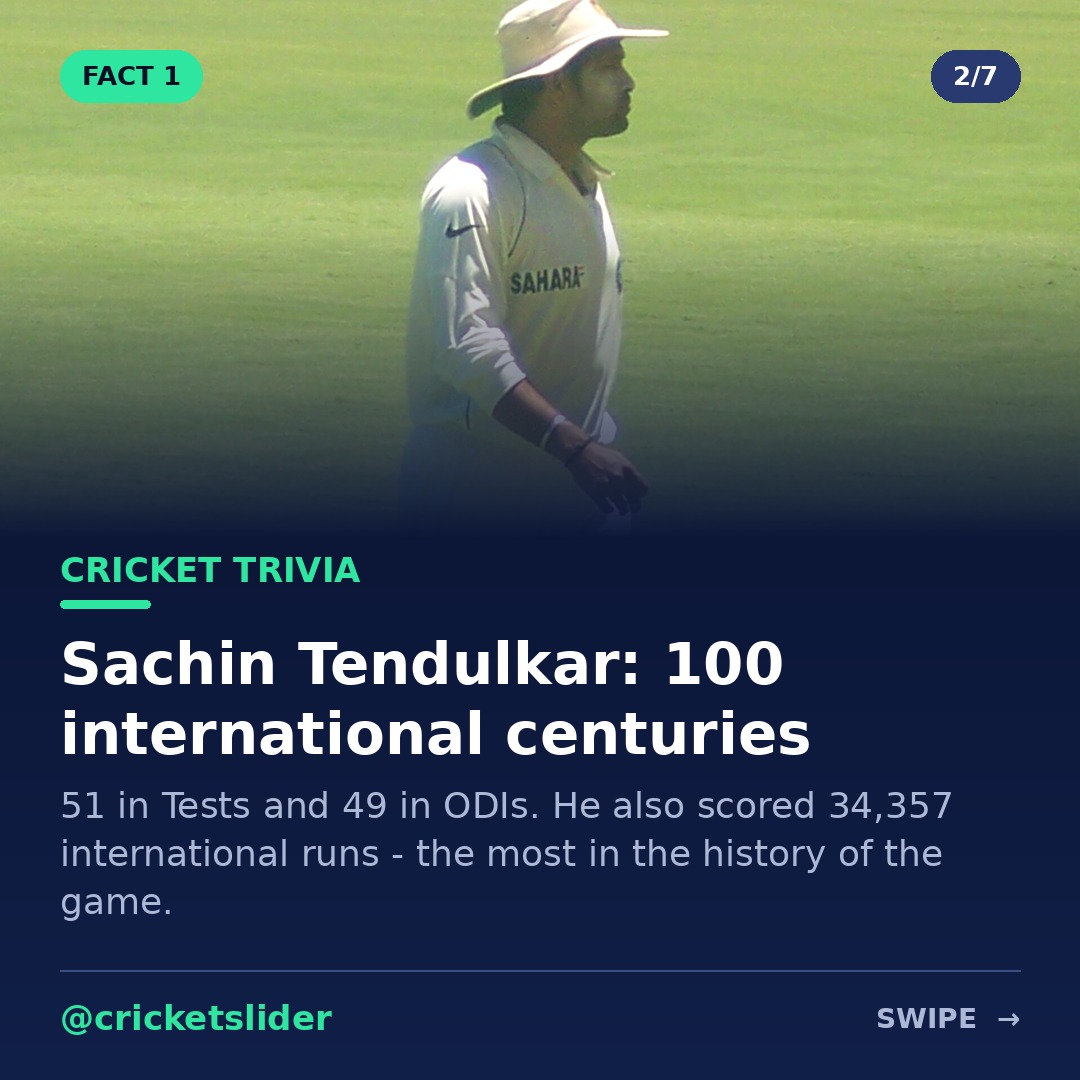 FACT 1
2/7
SAHARA
CRICKET TRIVIA
Sachin Tendulkar: 100
international centuries
51 in Tests and 49 in ODIs. He also scored 34,357
international runs - the most in the history of the
game.
@cricketslider
SWIPE →